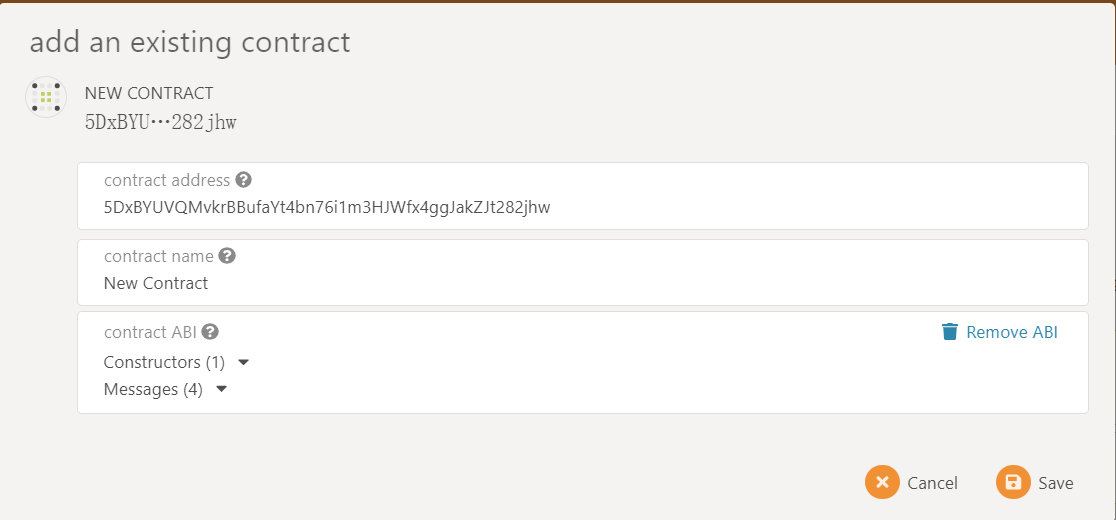 add an existing contract
NEW CONTRACT
5DxBYU⋯282jhw
contract address ?
5DxBYUVQMvkrBBufaYt4bn76i1m3HJWfx4ggJakZJt282jhw
contract name ?
New Contract
contract ABI ?
Remove ABI
Constructors (1)
Messages (4)
Cancel
Save